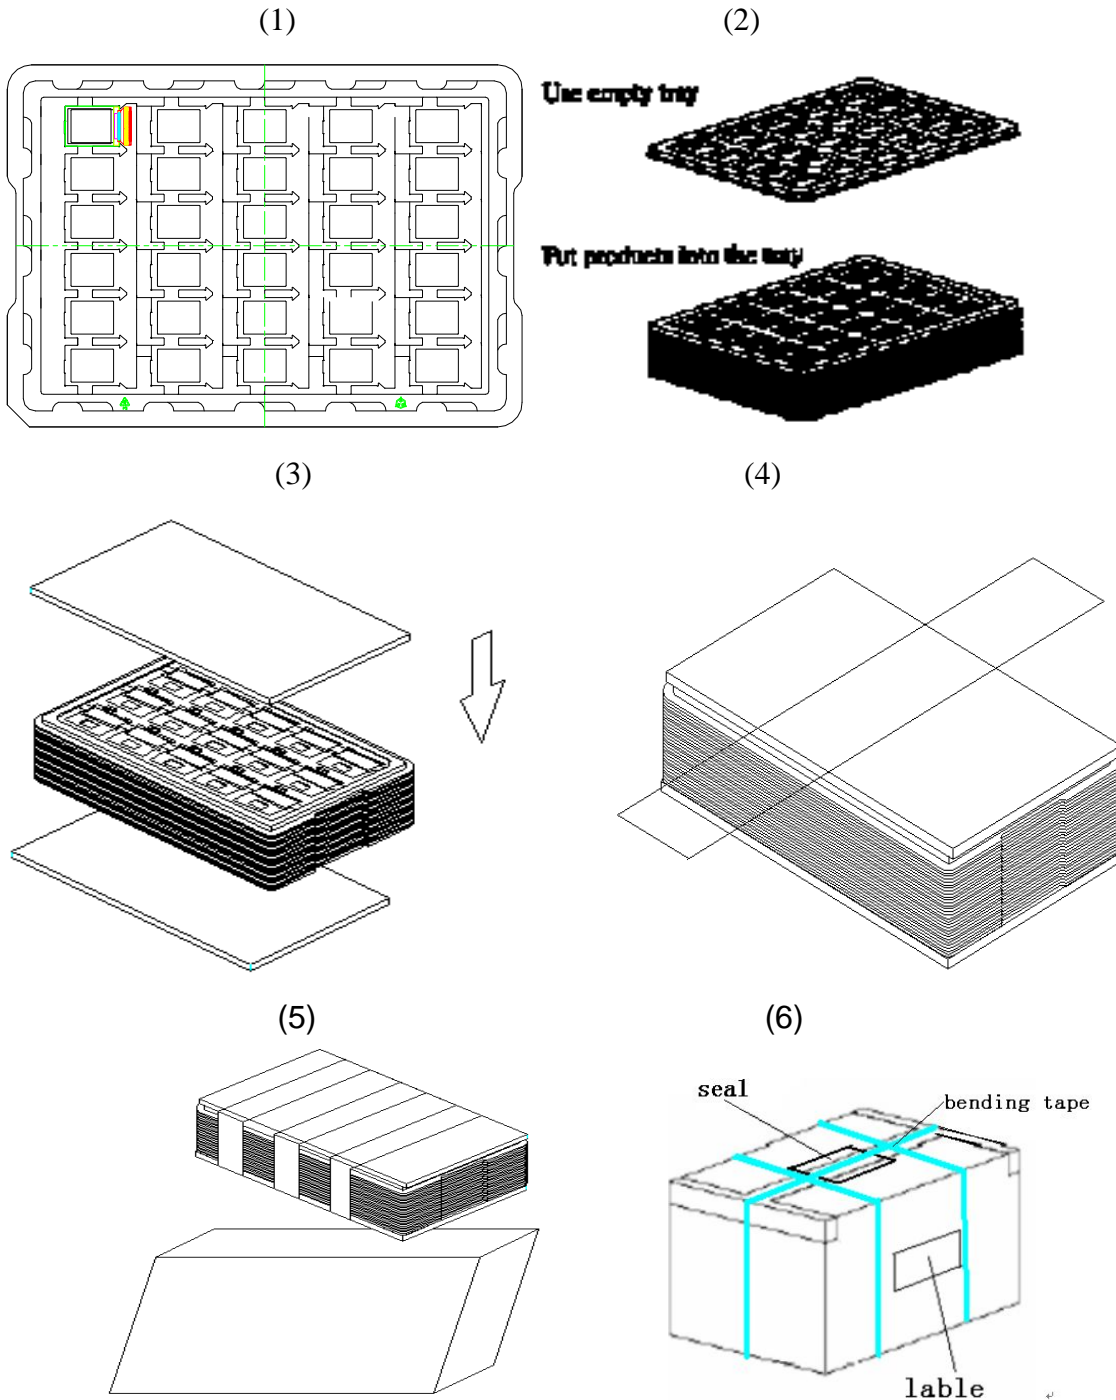 (1)
(2)
Use empty tray
Put products into the tray
(3)
(4)
(5)
(6)
seal
bending tape
lable